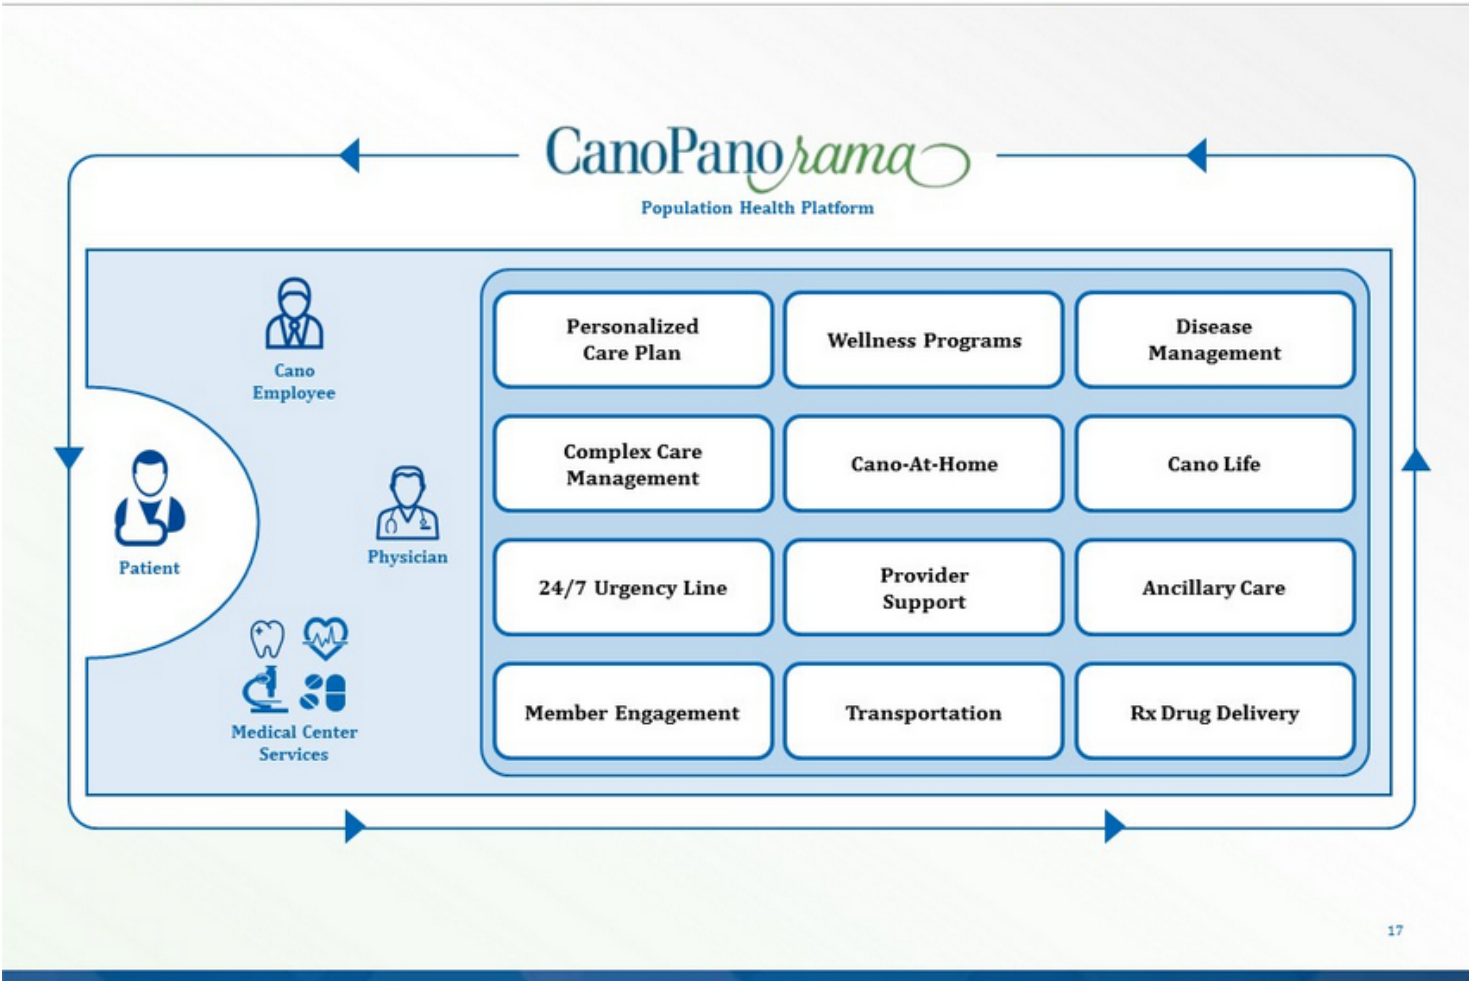 CanoPanorama
Population Health Platform
Cano
Employee
Patient
Physician
Medical Center
Services
Personalized
Care Plan
Wellness Programs
Disease
Management
Complex Care
Management
Cano-At-Home
Cano Life
24/7 Urgency Line
Provider
Support
Ancillary Care
Member Engagement
Transportation
Rx Drug Delivery
17